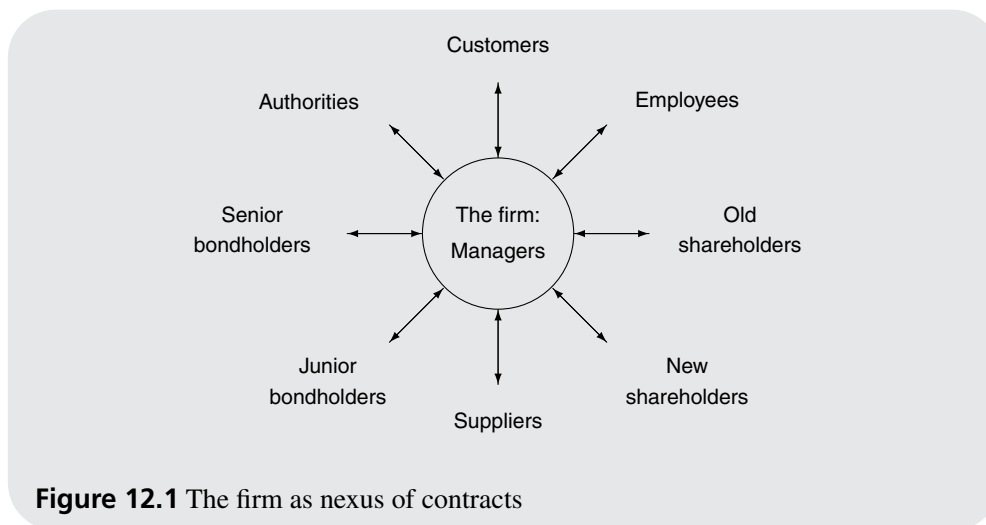 Customers
Authorities
Employees
Senior
bondholders
The firm:
Managers
Old
shareholders
Junior
bondholders
New
shareholders
Suppliers
Figure 12.1 The firm as nexus of contracts